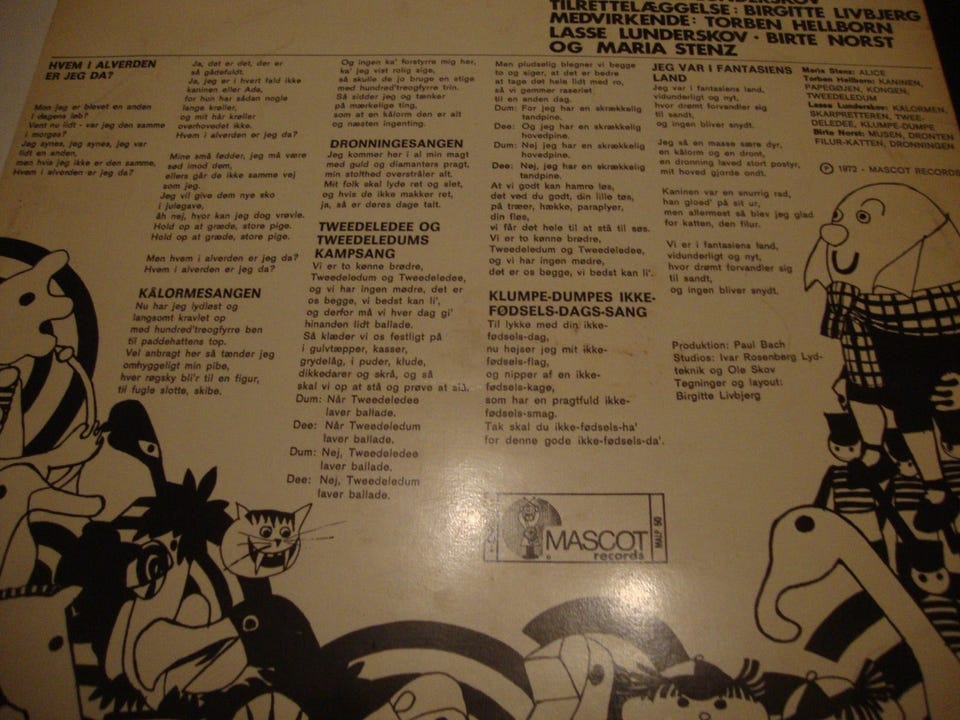 TILRETTELÆGGELSE: BIRGITTE LIVBJERG
MEDVIRKENDE: TORBEN HELLBORN
LASSE LUNDERSKOV · BIRTE NORST
OG MARIA STENZ
HVEM I ALVERDEN
ER JEG DA?
Mon jeg er blevet en anden
i dagens løb?
Vent nu lidt - var jeg den samme
i morges?
Jeg synes, jeg synes, jeg var
lidt en anden,
men hvis jeg ikke er den samme,
Hvem i alverden er jeg da?
Ja, det er det, der er
så gådefuldt.
Ja, jeg er i hvert fald ikke
kaninen eller Ada,
for hun har sådan nogle
lange krøller,
og mit hår krøller
overhovedet ikke.
Hvem i alverden er jeg da?
Mine små fødder, jeg må være
sød imod dem,
ellers går de ikke samme vej
som jeg.
Jeg vil give dem nye sko
i julegave,
åh nej, hvor kan jeg dog vrøvle.
Hold op at græde, store pige.
Hold op at græde, store pige.
Men hvem i alverden er jeg da?
Hvem i alverden er jeg da?
KÅLORMESANGEN
Nu har jeg lydløst og
langsomt kravlet op
med hundred'treogfyrre ben
til paddehattens top.
Vel anbragt her så tænder jeg
omhyggeligt min pibe,
hver røgsky bli'r til en figur,
til fugle slotte, skibe.
Og ingen ka' forstyrre mig her,
ka' jeg vist rolig sige,
så skulle de jo bruge en stige
med hundred'treogfyrre trin.
Så sidder jeg og tænker
på mærkelige ting,
som at en kålorm den er alt
og næsten ingenting.
DRONNINGESANGEN
Jeg kommer her i al min magt
med guld og diamanters pragt,
min stolthed overstråler alt.
Mit folk skal lyde ret og slet,
og hvis de ikke makker ret,
ja, så er deres dage talt.
TWEEDELEDEE OG
TWEEDELEDUMS
KAMPSANG
Vi er to kønne brødre,
Tweedeledum og Tweedeledee,
og vi har ingen mødre, det er
os begge, vi bedst kan li',
og derfor må vi hver dag gi'
hinanden lidt ballade.
Så klæder vi os festligt på
i gulvtæpper, kasser,
grydelåg, i puder, klude,
dikkedarer og skrå, og så
skal vi op at stå og prøve at slå.
Dum: Når Tweedeledee
laver ballade.
Dee: Når Tweedeledum
laver ballade.
Dum: Nej, Tweedeledee
laver ballade.
Dee: Nej, Tweedeledum
laver ballade.
Men pludselig blegner vi begge
to og siger, at det er bedre
at tage det hele lidt med ro,
så vi gemmer raseriet
til en anden dag.
Dum: For jeg har en skrækkelig
hovedpine.
Dee: Og jeg har en skrækkelig
hovedpine.
Dum: Nej jeg har en skrækkelig
tandpine.
Dee: Nej jeg har en skrækkelig
tandpine.
At vi godt kan hamro løs,
det ved du godt, din lille tøs,
på træer, hække, paraplyer,
din fløs,
vi får det hele til at stå til søs.
Vi er to kønne brødre,
Tweedeledum og Tweedeledee,
og vi har ingen mødre,
det er os begge, vi bedst kan li'.
KLUMPE-DUMPES IKKE-
FØDSELS-DAGS-SANG
Til lykke med din ikke-
fødsels-dag,
nu hejser jeg mit ikke-
fødsels-flag,
og nipper af en ikke-
fødsels-kage,
som har en pragtfuld ikke-
fødsels-smag.
Tak skal du ikke-fødsels-ha'
for denne gode ikke-fødsels-da'.
JEG VAR I FANTASIENS
LAND
Jeg var i fantasiens land,
vidunderligt og nyt,
hvor drømt forvandler sig
til sandt,
og ingen bliver snydt.
Jeg så en masse sære dyr,
en kålorm og en dront,
en dronning laved stort postyr,
mit hoved gjorde ondt.
Kaninen var en snurrig rad,
han gloed' på sit ur,
men allermest så blev jeg glad
for katten, den filur.
Vi er i fantasiens land,
vidunderligt og nyt,
hvor drømt forvandler sig
til sandt,
og ingen bliver snydt.
Produktion: Paul Bach
Studios: Ivar Rosenberg Lyd-
teknik og Ole Skov
Tegninger og layout:
Birgitte Livbjerg
Maria Stenz: ALICE
Torben Hellborn: KANINEN,
PAPEGØJEN, KONGEN,
TWEEDELEDUM
Lasse Lunderskov: KÅLORMEN,
SKARPRETTEREN, TWEE-
DELEDEE, KLUMPE-DUMPE
Birte Norst: MUSEN, DRONTEN
FILUR-KATTEN, DRONNINGEN
Ⓟ 1972 - MASCOT RECORDS
MASCOT
records
MALP 50